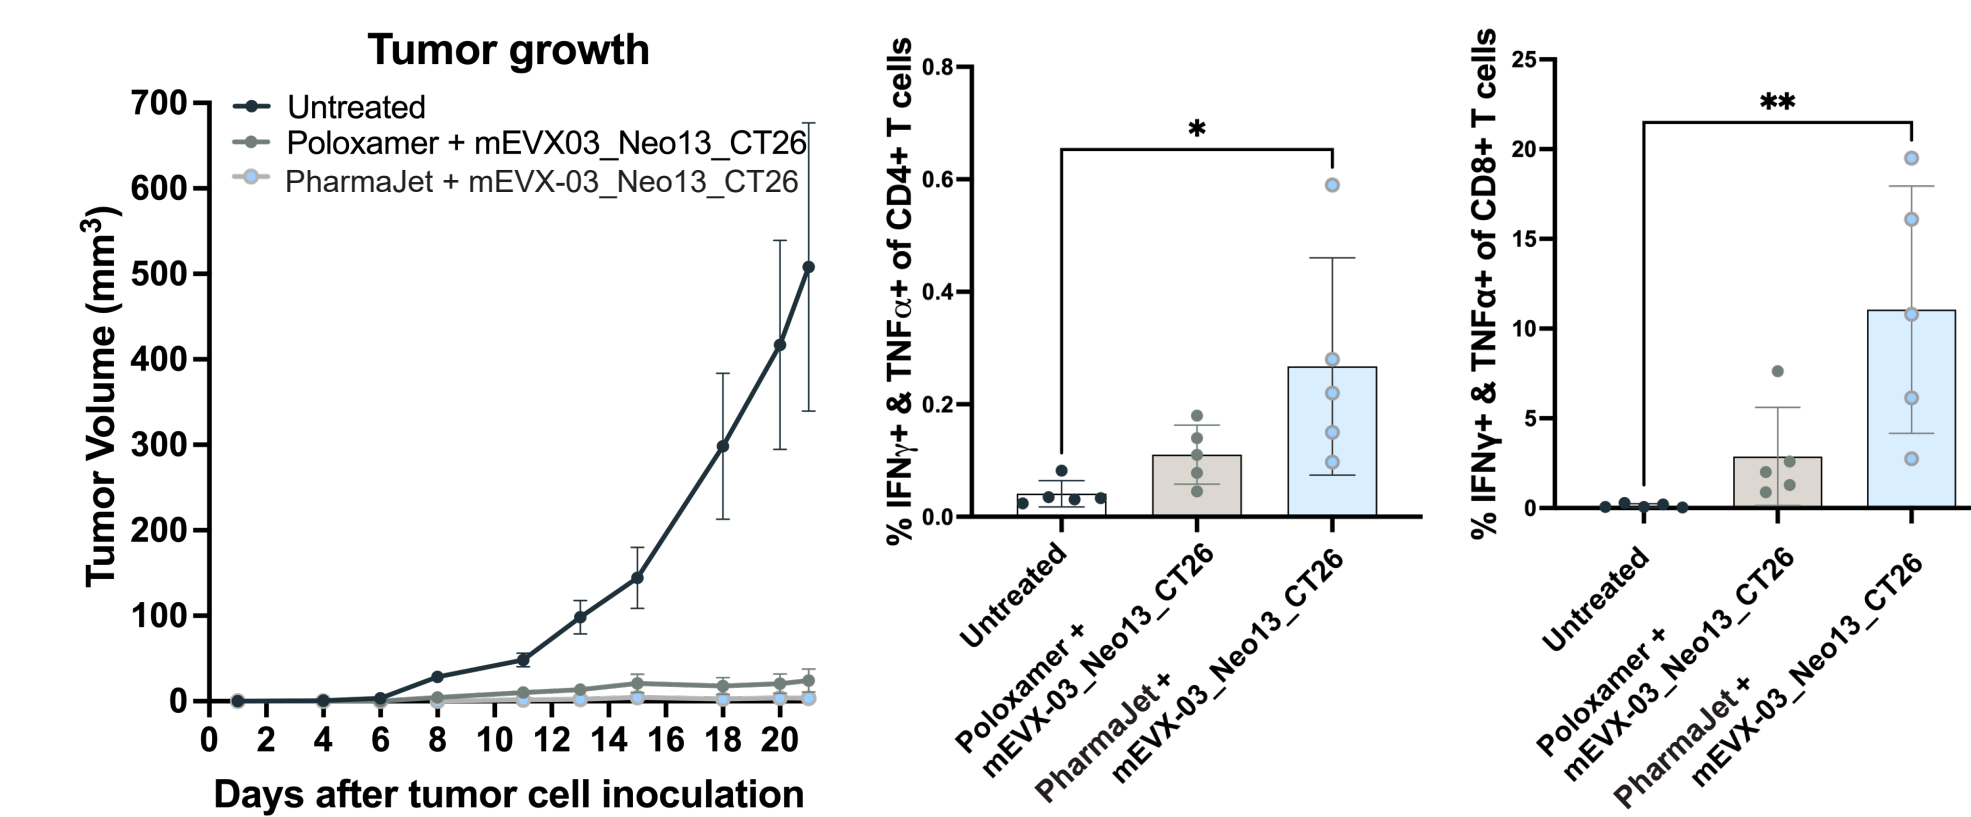 Tumor growth
Untreated
Poloxamer + mEVX03_Neo13_CT26
PharmaJet + mEVX-03_Neo13_CT26
Tumor Volume (mm³)
700
600
500
400
300
200
100
0
0 2 4 6 8 10 12 14 16 18 20
Days after tumor cell inoculation
% IFNγ+ & TNFα+ of CD4+ T cells
0.8
0.6
0.4
0.2
0.0
*
Untreated
Poloxamer +
mEVX-03_Neo13_CT26
PharmaJet +
mEVX-03_Neo13_CT26
% IFNγ+ & TNFα+ of CD8+ T cells
25
20
15
10
5
0
**
Untreated
Poloxamer +
mEVX-03_Neo13_CT26
PharmaJet +
mEVX-03_Neo13_CT26